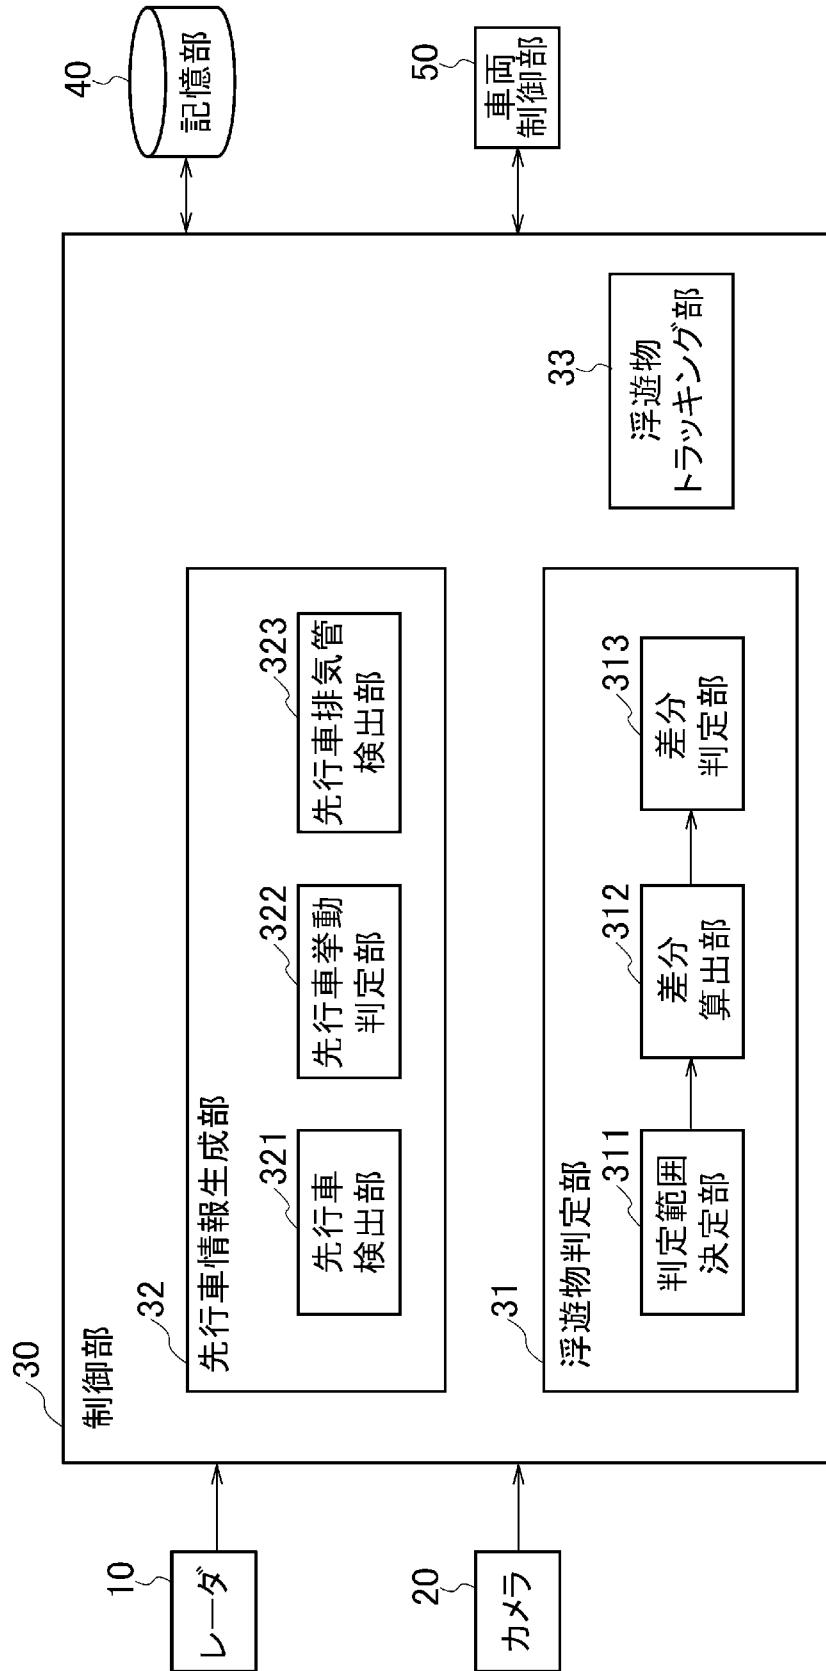 30
制御部
10
レーダ
20
カメラ
32
先行車情報生成部
321
先行車
検出部
322
先行車挙動
判定部
323
先行車排気管
検出部
31
浮遊物判定部
311
判定範囲
決定部
312
差分
算出部
313
差分
判定部
33
浮遊物
トラッキング部
40
記憶部
50
車両
制御部